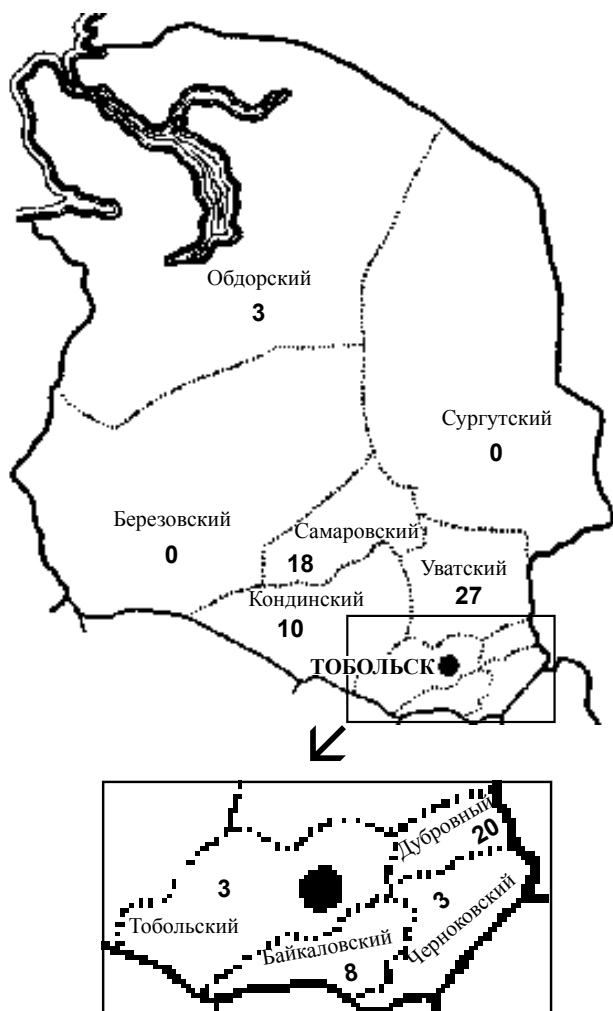 Обдорский
3
Сургутский
0
Березовский
0
Самаровский
18
Уватский
27
Кондинский
10
ТОБОЛЬСК
Дубровный
20
3
Тобольский
3
Черноковский
Байкаловский
8